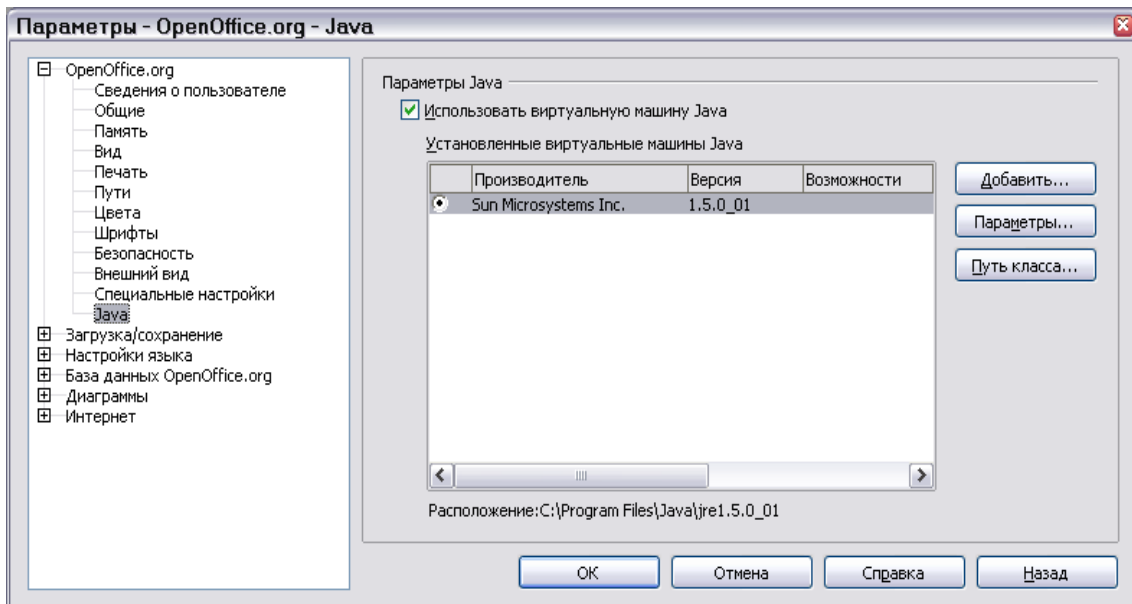 Параметры - OpenOffice.org - Java
OpenOffice.org
Сведения о пользователе
Общие
Память
Вид
Печать
Пути
Цвета
Шрифты
Безопасность
Внешний вид
Специальные настройки
Java
Загрузка/сохранение
Настройки языка
База данных OpenOffice.org
Диаграммы
Интернет
Параметры Java
Использовать виртуальную машину Java
Установленные виртуальные машины Java
Производитель Версия Возможности
Sun Microsystems Inc. 1.5.0_01
Добавить...
Параметры...
Путь класса...
Расположение:C:\Program Files\Java\jre1.5.0_01
ОК Отмена Справка Назад